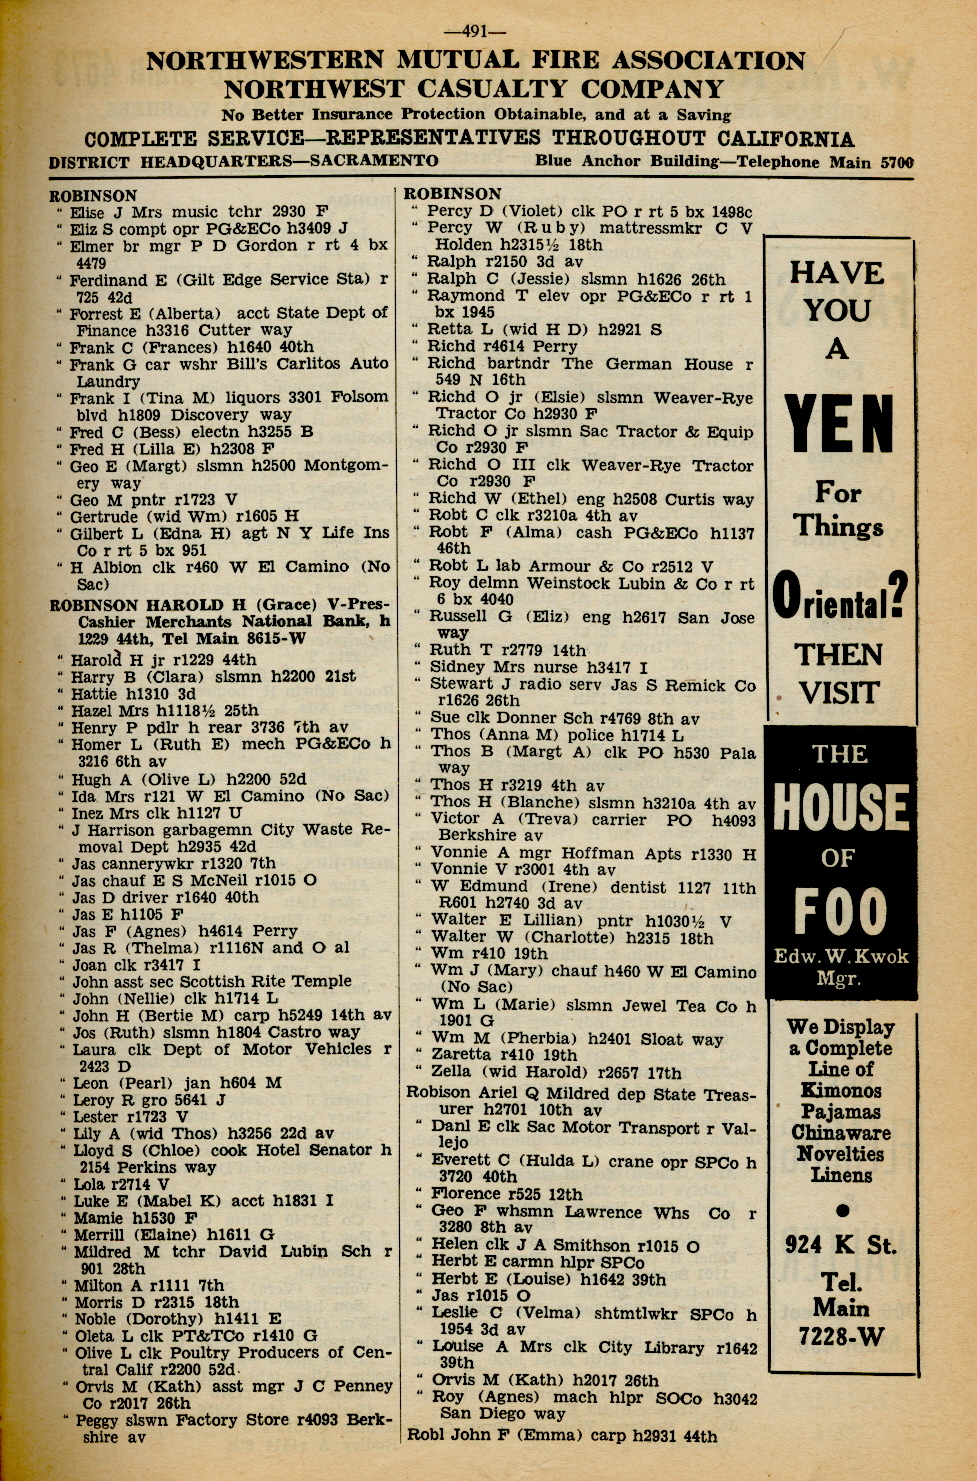 —491—
NORTHWESTERN MUTUAL FIRE ASSOCIATION
NORTHWEST CASUALTY COMPANY
No Better Insurance Protection Obtainable, and at a Saving
COMPLETE SERVICE—REPRESENTATIVES THROUGHOUT CALIFORNIA
DISTRICT HEADQUARTERS—SACRAMENTO Blue Anchor Building—Telephone Main 5700
ROBINSON
" Elise J Mrs music tchr 2930 F
" Eliz S compt opr PG&ECo h3409 J
" Elmer br mgr P D Gordon r rt 4 bx
4479
" Ferdinand E (Gilt Edge Service Sta) r
725 42d
" Forrest E (Alberta) acct State Dept of
Finance h3316 Cutter way
" Frank C (Frances) h1640 40th
" Frank G car wshr Bill's Carlitos Auto
Laundry
" Frank I (Tina M) liquors 3301 Folsom
blvd h1809 Discovery way
" Fred C (Bess) electn h3255 B
" Fred H (Lilla E) h2308 F
" Geo E (Margt) slsmn h2500 Montgom-
ery way
" Geo M pntr r1723 V
" Gertrude (wid Wm) r1605 H
" Gilbert L (Edna H) agt N Y Life Ins
Co r rt 5 bx 951
" H Albion clk r460 W El Camino (No
Sac)
ROBINSON HAROLD H (Grace) V-Pres-
Cashier Merchants National Bank, h
1229 44th, Tel Main 8615-W
" Harold H jr r1229 44th
" Harry B (Clara) slsmn h2200 21st
" Hattie h1310 3d
" Hazel Mrs h1118½ 25th
" Henry P pdlr h rear 3736 7th av
" Homer L (Ruth E) mech PG&ECo h
3216 6th av
" Hugh A (Olive L) h2200 52d
" Ida Mrs r121 W El Camino (No Sac)
" Inez Mrs clk h1127 U
" J Harrison garbagemn City Waste Re-
moval Dept h2935 42d
" Jas cannerywkr r1320 7th
" Jas chauf E S McNeil r1015 O
" Jas D driver r1640 40th
" Jas E h1105 F
" Jas F (Agnes) h4614 Perry
" Jas R (Thelma) r1116N and O al
" Joan clk r3417 I
" John asst sec Scottish Rite Temple
" John (Nellie) clk h1714 L
" John H (Bertie M) carp h5249 14th av
" Jos (Ruth) slsmn h1804 Castro way
" Laura clk Dept of Motor Vehicles r
2423 D
" Leon (Pearl) jan h604 M
" Leroy R gro 5641 J
" Lester r1723 V
" Lily A (wid Thos) h3256 22d av
" Lloyd S (Chloe) cook Hotel Senator h
2154 Perkins way
" Lola r2714 V
" Luke E (Mabel K) acct h1831 I
" Mamie h1530 F
" Merrill (Elaine) h1611 G
" Mildred M tchr David Lubin Sch r
901 28th
" Milton A r1111 7th
" Morris D r2315 18th
" Noble (Dorothy) h1411 E
" Oleta L clk PT&TCo r1410 G
" Olive L clk Poultry Producers of Cen-
tral Calif r2200 52d
" Orvis M (Kath) asst mgr J C Penney
Co r2017 26th
" Peggy slswn Factory Store r4093 Berk-
shire av
ROBINSON
" Percy D (Violet) clk PO r rt 5 bx 1498c
" Percy W (Ruby) mattressmkr C V
Holden h2315½ 18th
" Ralph r2150 3d av
" Ralph C (Jessie) slsmn h1626 26th
" Raymond T elev opr PG&ECo r rt 1
bx 1945
" Retta L (wid H D) h2921 S
" Richd r4614 Perry
" Richd bartndr The German House r
549 N 16th
" Richd O jr (Elsie) slsmn Weaver-Rye
Tractor Co h2930 F
" Richd O jr slsmn Sac Tractor & Equip
Co r2930 F
" Richd O III clk Weaver-Rye Tractor
Co r2930 F
" Richd W (Ethel) eng h2508 Curtis way
" Robt C clk r3210a 4th av
" Robt F (Alma) cash PG&ECo h1137
46th
" Robt L lab Armour & Co r2512 V
" Roy delmn Weinstock Lubin & Co r rt
6 bx 4040
" Russell G (Eliz) eng h2617 San Jose
way
" Ruth T r2779 14th
" Sidney Mrs nurse h3417 I
" Stewart J radio serv Jas S Remick Co
r1626 26th
" Sue clk Donner Sch r4769 8th av
" Thos (Anna M) police h1714 L
" Thos B (Margt A) clk PO h530 Pala
way
" Thos H r3219 4th av
" Thos H (Blanche) slsmn h3210a 4th av
" Victor A (Treva) carrier PO h4093
Berkshire av
" Vonnie A mgr Hoffman Apts r1330 H
" Vonnie V r3001 4th av
" W Edmund (Irene) dentist 1127 11th
R601 h2740 3d av
" Walter E Lillian) pntr h1030½ V
" Walter W (Charlotte) h2315 18th
" Wm r410 19th
" Wm J (Mary) chauf h460 W El Camino
(No Sac)
" Wm L (Marie) slsmn Jewel Tea Co h
1901 G
" Wm M (Pherbia) h2401 Sloat way
" Zaretta r410 19th
" Zella (wid Harold) r2657 17th
Robison Ariel Q Mildred dep State Treas-
urer h2701 10th av
" Danl E clk Sac Motor Transport r Val-
lejo
" Everett C (Hulda L) crane opr SPCo h
3720 40th
" Florence r525 12th
" Geo F whsmn Lawrence Whs Co r
3280 8th av
" Helen clk J A Smithson r1015 O
" Herbt E carmn hlpr SPCo
" Herbt E (Louise) h1642 39th
" Jas r1015 O
" Leslie C (Velma) shtmtlwkr SPCo h
1954 3d av
" Louise A Mrs clk City Library r1642
39th
" Orvis M (Kath) h2017 26th
" Roy (Agnes) mach hlpr SOCo h3042
San Diego way
Robl John F (Emma) carp h2931 44th
HAVE
YOU
A
YEN
For
Things
Oriental?
THEN
VISIT
THE
HOUSE
OF
FOO
Edw. W. Kwok
Mgr.
We Display
a Complete
Line of
Kimonos
Pajamas
Chinaware
Novelties
Linens
924 K St.
Tel.
Main
7228-W